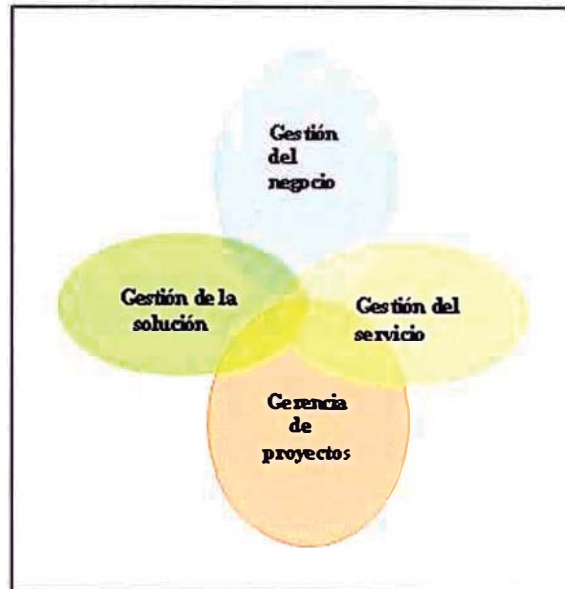 Gestión
del
negocio
Gestión de la
solución
Gestión del
servicio
Gerencia
de
proyectos